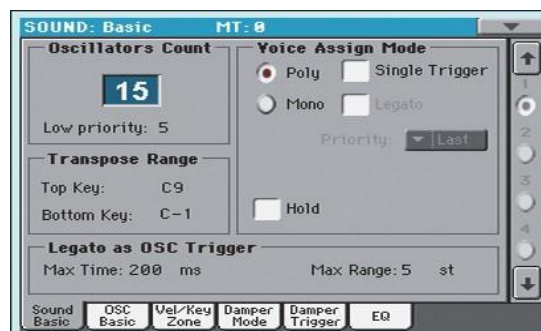 SOUND: Basic MT: 0
Oscillators Count
15
Low priority: 5
Transpose Range
Top Key: C9
Bottom Key: C-1
Voice Assign Mode
Poly Single Trigger
Mono Legato
Priority: Last
Hold
Legato as OSC Trigger
Max Time: 200 ms Max Range: 5 st
1
2
3
4
Sound Basic
OSC Basic
Vel/Key Zone
Damper Mode
Damper Trigger
EQ